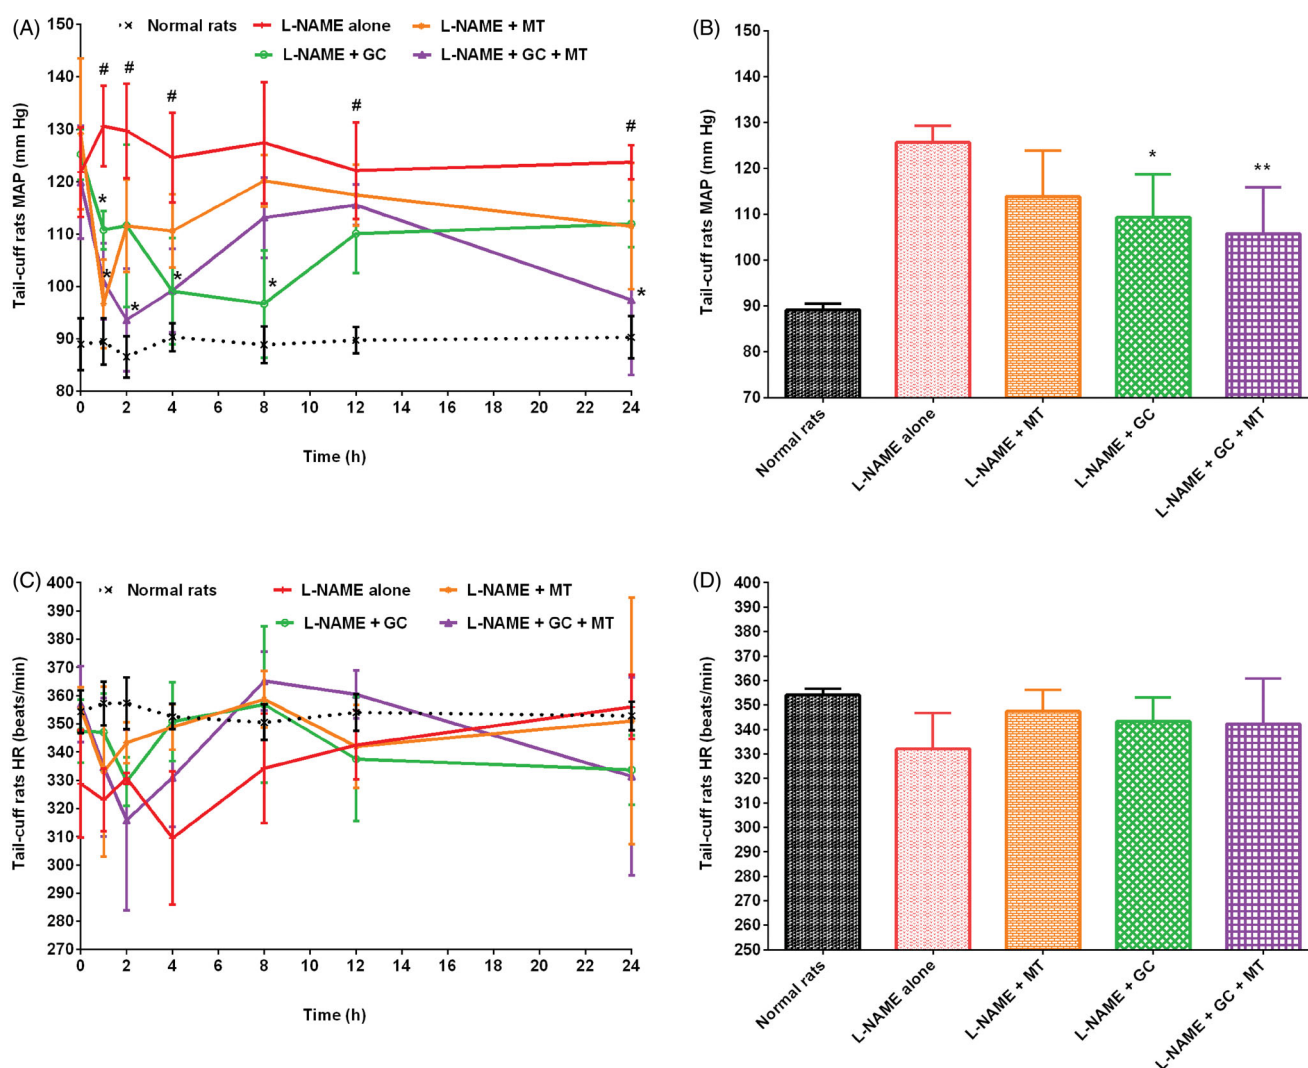 (A)
Normal rats
L-NAME alone
L-NAME + MT
L-NAME + GC
L-NAME + GC + MT
Tail-cuff rats MAP (mm Hg)
150
140
130
120
110
100
90
80
# # # # #
* * * * * *
0 2 4 6 8 10 12 14 16 18 20 22 24
Time (h)
(B)
Tail-cuff rats MAP (mm Hg)
150
140
130
120
110
100
90
80
70
* **
Normal rats
L-NAME alone
L-NAME + MT
L-NAME + GC
L-NAME + GC + MT
(C)
Normal rats
L-NAME alone
L-NAME + MT
L-NAME + GC
L-NAME + GC + MT
Tail-cuff rats HR (beats/min)
400
390
380
370
360
350
340
330
320
310
300
290
280
270
0 2 4 6 8 10 12 14 16 18 20 22 24
Time (h)
(D)
Tail-cuff rats HR (beats/min)
400
390
380
370
360
350
340
330
320
310
300
290
280
270
260
250
Normal rats
L-NAME alone
L-NAME + MT
L-NAME + GC
L-NAME + GC + MT